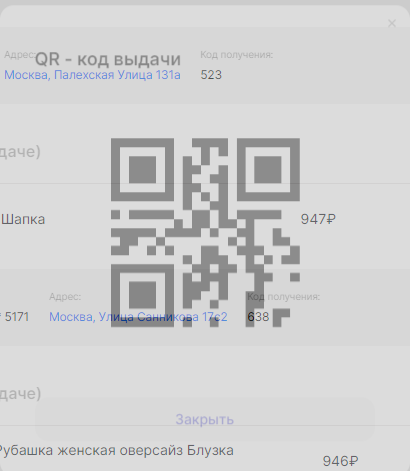 ×
Адрес: Код получения:
QR - код выдачи
Москва, Палехская Улица 131а 523
даче)
Шапка 947₽
Адрес: Код получения:
5171 Москва, Улица Санникова 17с2 638
даче)
Закрыть
Рубашка женская оверсайз Блузка
946₽